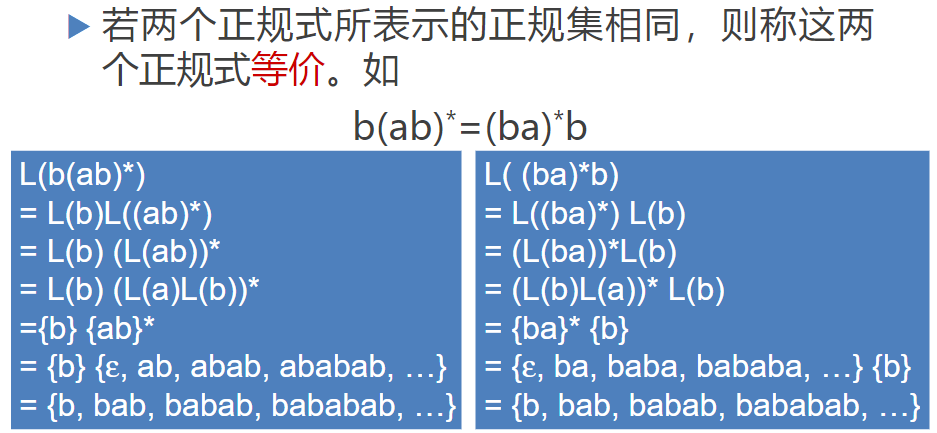 若两个正规式所表示的正规集相同，则称这两
个正规式等价。如
b(ab)*=(ba)*b
L(b(ab)*)
= L(b)L((ab)*)
= L(b) (L(ab))*
= L(b) (L(a)L(b))*
={b} {ab}*
= {b} {ε, ab, abab, ababab, …}
= {b, bab, babab, bababab, …}
L( (ba)*b)
= L((ba)*) L(b)
= (L(ba))*L(b)
= (L(b)L(a))* L(b)
= {ba}* {b}
= {ε, ba, baba, bababa, …} {b}
= {b, bab, babab, bababab, …}